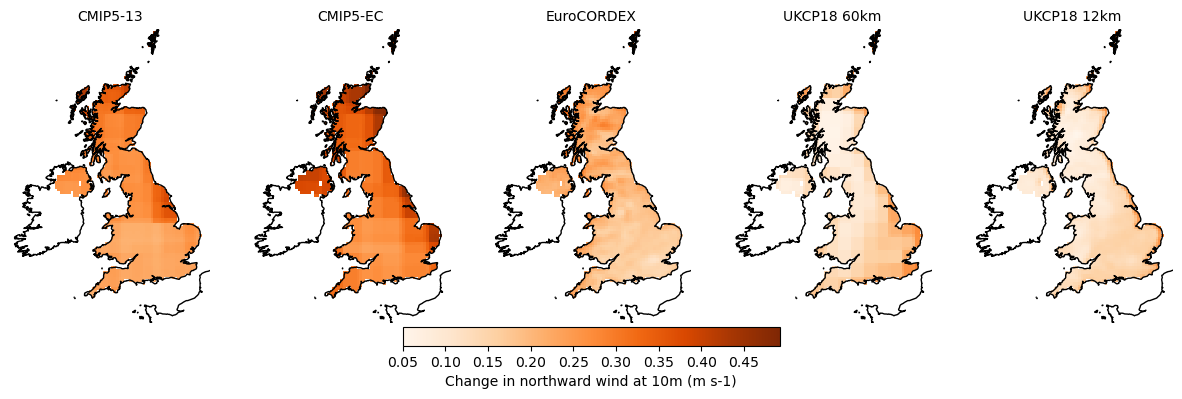 CMIP5-13 CMIP5-EC EuroCORDEX UKCP18 60km UKCP18 12km
0.05 0.10 0.15 0.20 0.25 0.30 0.35 0.40 0.45
Change in northward wind at 10m (m s-1)